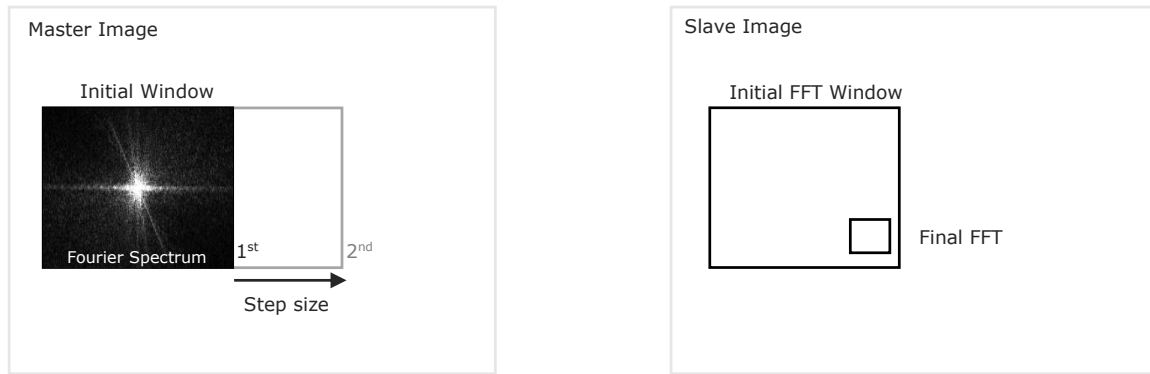 Master Image
Initial Window
Fourier Spectrum
1st
2nd
Step size
Slave Image
Initial FFT Window
Final FFT